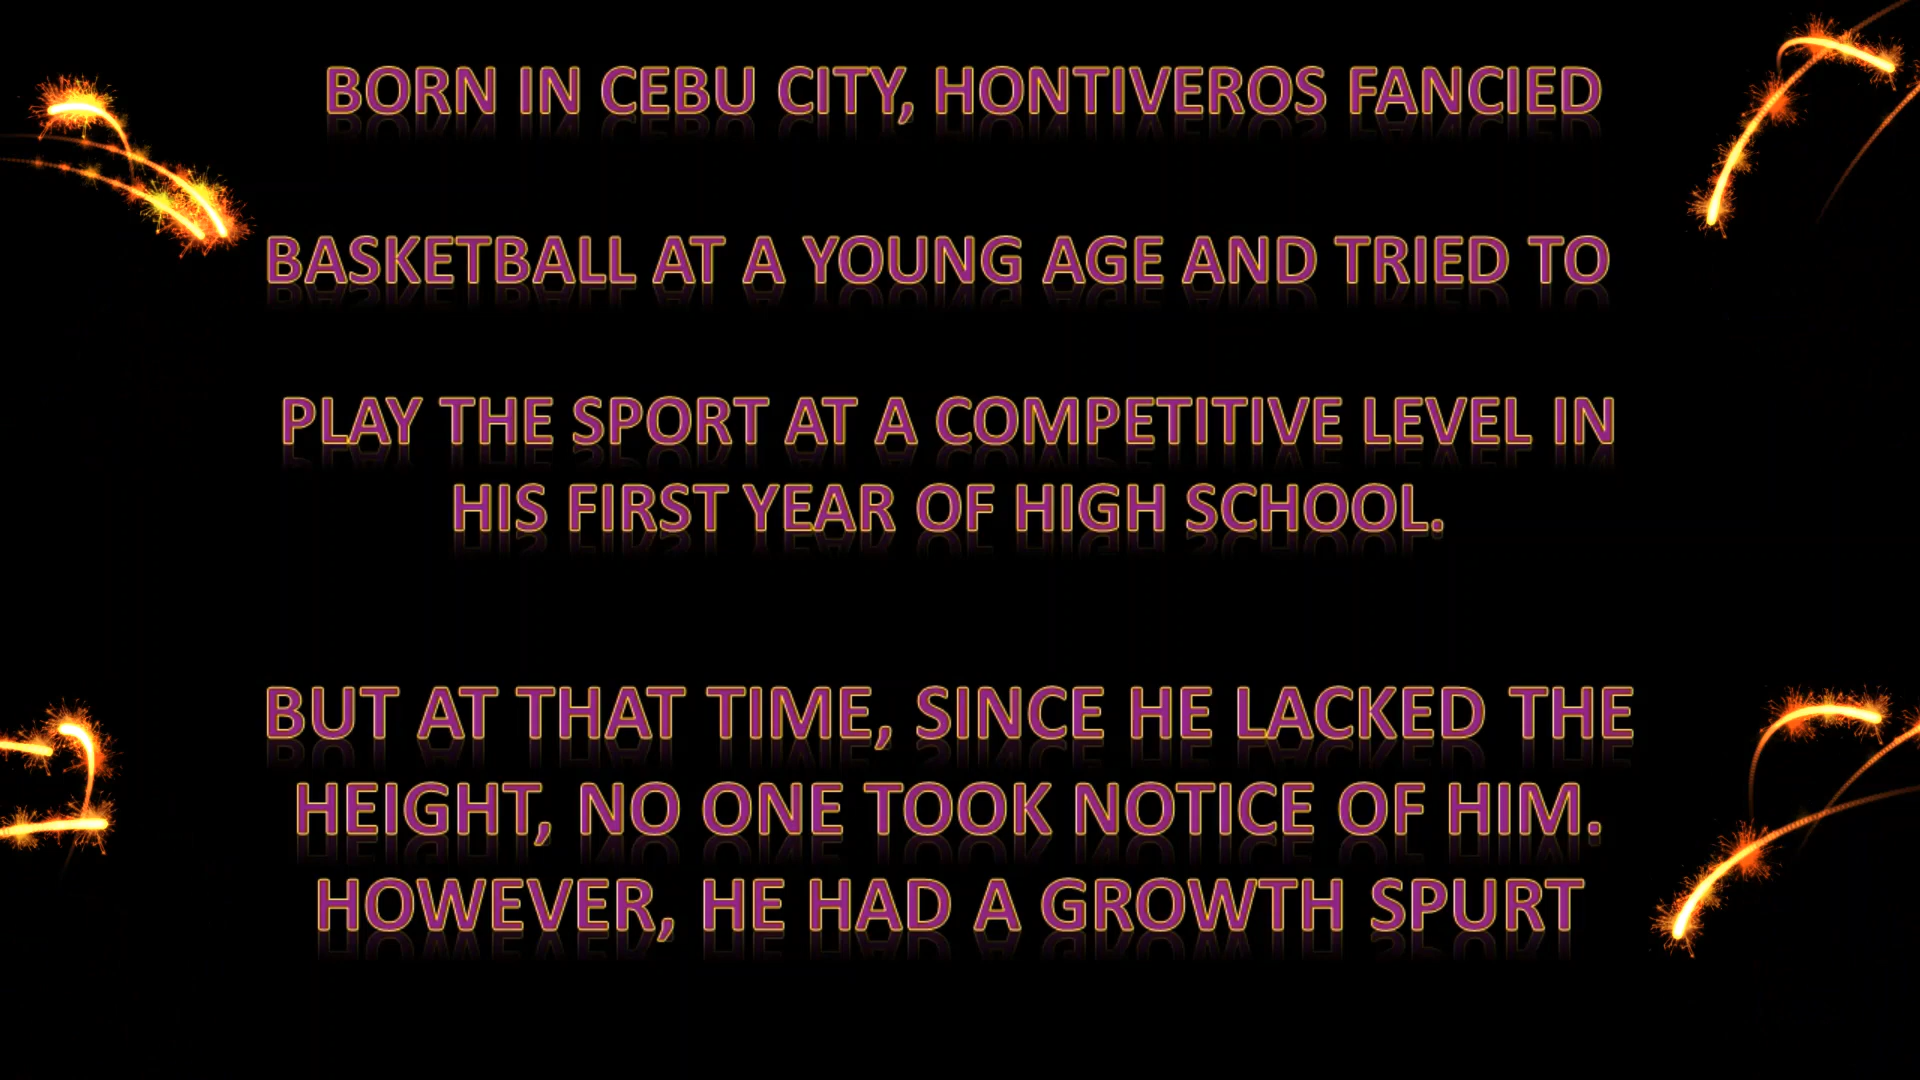 BORN IN CEBU CITY, HONTIVEROS FANCIED
BASKETBALL AT A YOUNG AGE AND TRIED TO
PLAY THE SPORT AT A COMPETITIVE LEVEL IN
HIS FIRST YEAR OF HIGH SCHOOL.
BUT AT THAT TIME, SINCE HE LACKED THE
HEIGHT, NO ONE TOOK NOTICE OF HIM.
HOWEVER, HE HAD A GROWTH SPURT